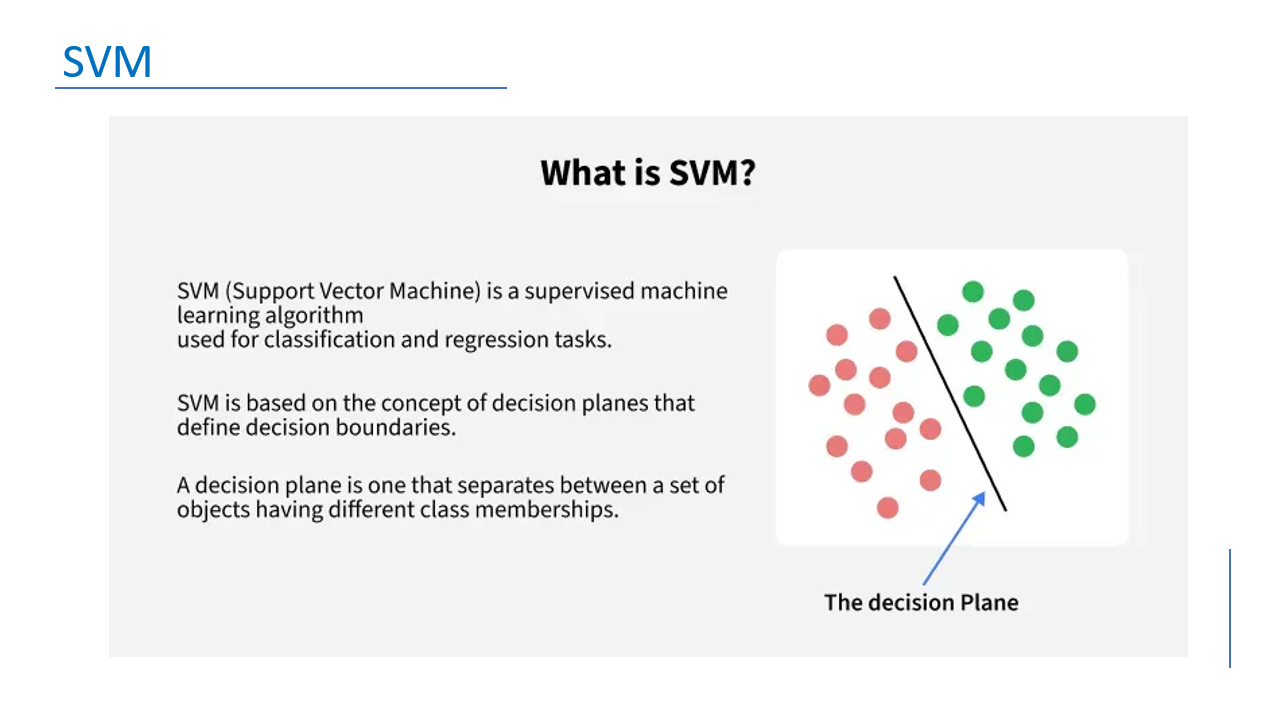 SVM
What is SVM?
SVM (Support Vector Machine) is a supervised machine
learning algorithm
used for classification and regression tasks.
SVM is based on the concept of decision planes that
define decision boundaries.
A decision plane is one that separates between a set of
objects having different class memberships.
The decision Plane